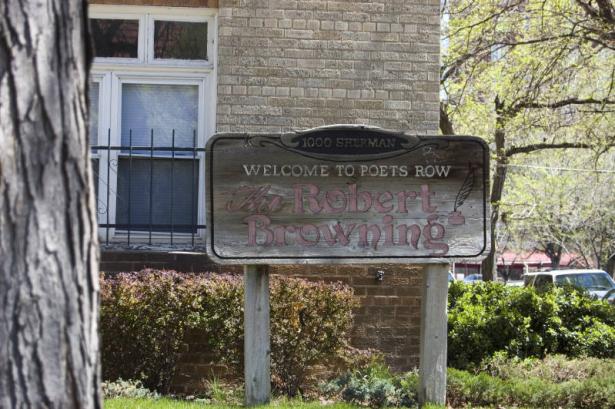 1000 SHERMAN
WELCOME TO POETS ROW
The Robert
Browning